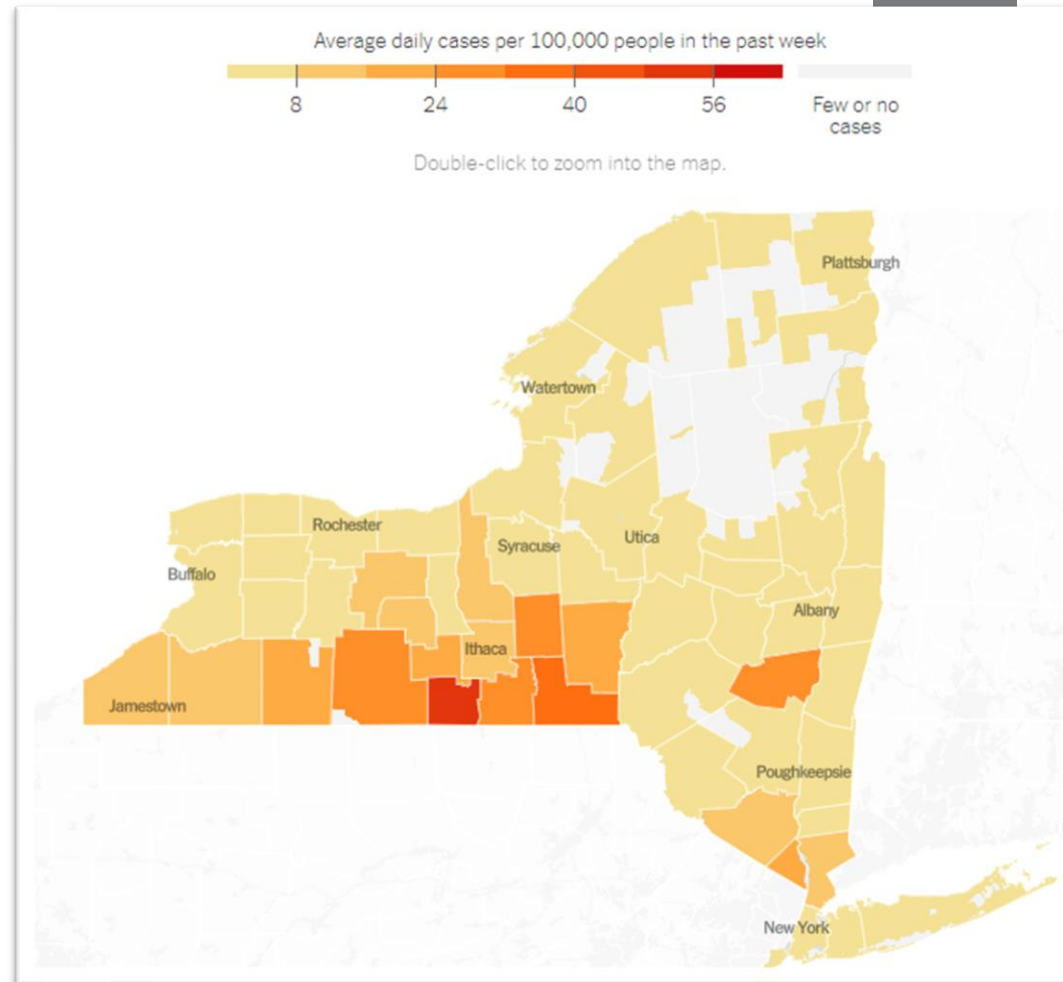 Average daily cases per 100,000 people in the past week
8 24 40 56 Few or no
cases
Double-click to zoom into the map.
Plattsburgh
Watertown
Rochester
Utica
Syracuse
Buffalo
Albany
Ithaca
Jamestown
Poughkeepsie
New York